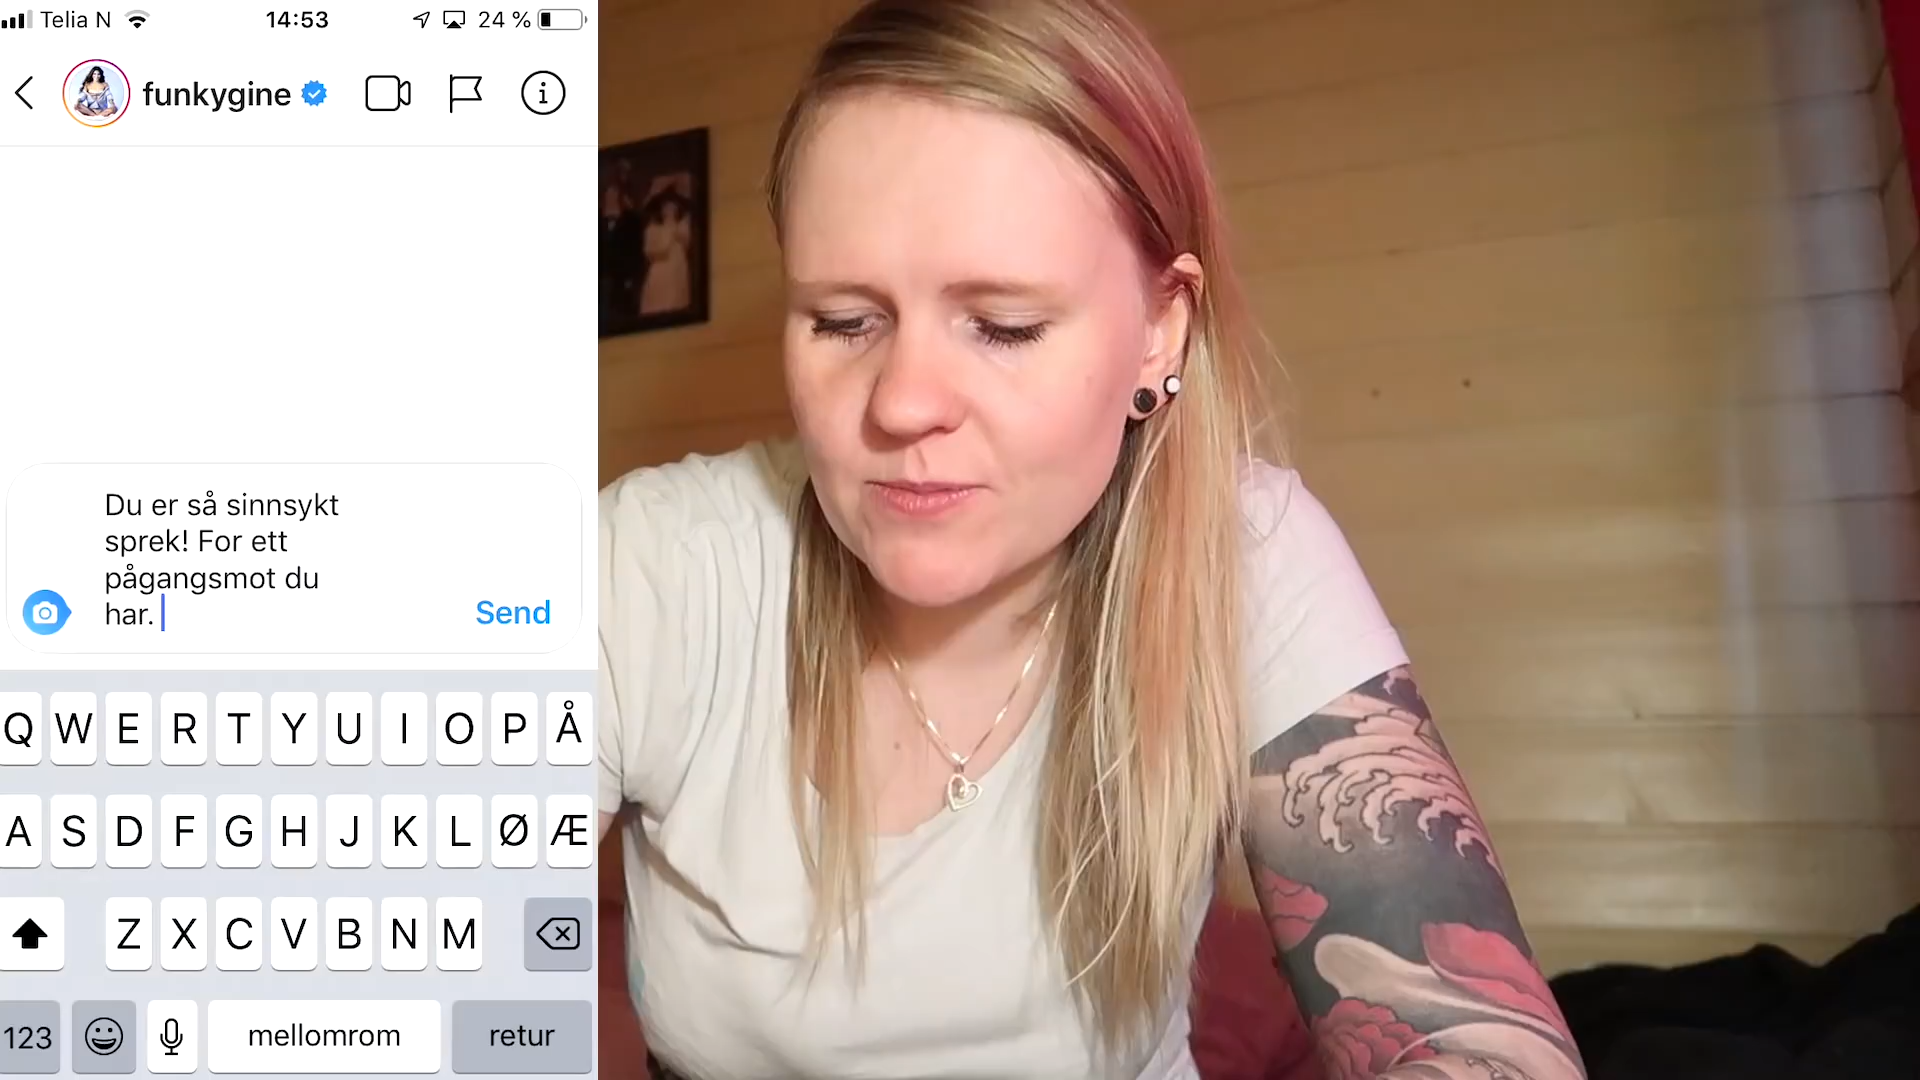 Telia N 14:53 24 %
funkygine
Du er så sinnsykt
sprek! For ett
pågangsmot du
har.
Send
Q W E R T Y U I O P Å
A S D F G H J K L Ø Æ
Z X C V B N M
123 mellomrom retur